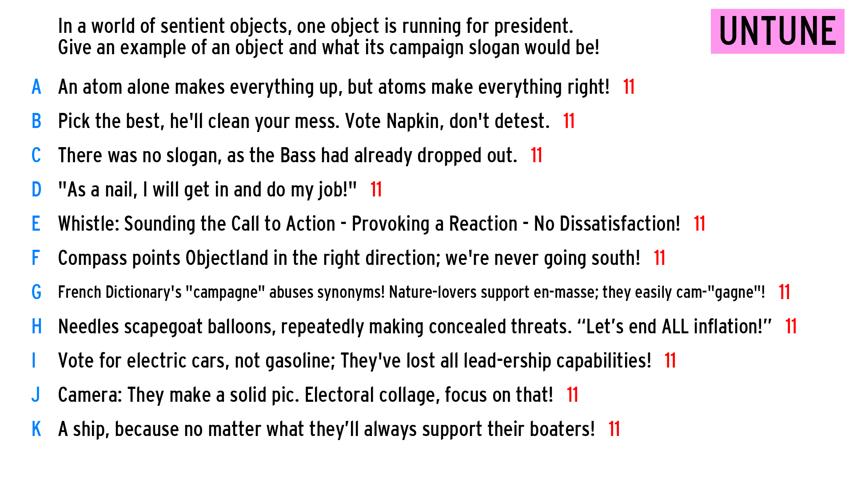 In a world of sentient objects, one object is running for president.
Give an example of an object and what its campaign slogan would be!
UNTUNE
A An atom alone makes everything up, but atoms make everything right! 11
B Pick the best, he'll clean your mess. Vote Napkin, don't detest. 11
C There was no slogan, as the Bass had already dropped out. 11
D "As a nail, I will get in and do my job!" 11
E Whistle: Sounding the Call to Action - Provoking a Reaction - No Dissatisfaction! 11
F Compass points Objectland in the right direction; we're never going south! 11
G French Dictionary's "campagne" abuses synonyms! Nature-lovers support en-masse; they easily cam-"gagne"! 11
H Needles scapegoat balloons, repeatedly making concealed threats. “Let’s end ALL inflation!” 11
I Vote for electric cars, not gasoline; They've lost all lead-ership capabilities! 11
J Camera: They make a solid pic. Electoral collage, focus on that! 11
K A ship, because no matter what they’ll always support their boaters! 11